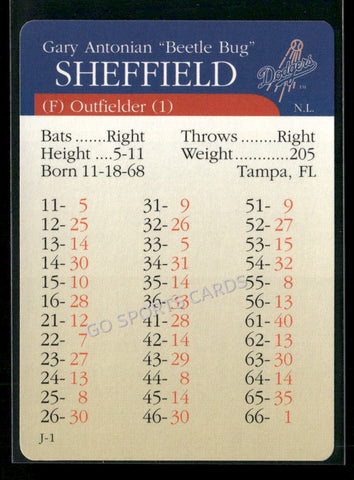 Gary Antonian “Beetle Bug”
SHEFFIELD
Dodgers
(F) Outfielder (1) N.L.
Bats .......Right Throws ........Right
Height ....5-11 Weight............205
Born 11-18-68 Tampa, FL
11- 5 31- 9 51- 9
12- 25 32- 26 52- 27
13- 14 33- 5 53- 15
14- 30 34- 31 54- 32
15- 10 35- 14 55- 8
16- 28 36- 56- 13
21- 12 41- 28 61- 40
22- 7 42- 62- 13
23- 27 43- 29 63- 30
24- 13 44- 8 64- 14
25- 8 45- 14 65- 35
26- 30 46- 30 66- 1
J-1
GO SPORTS CARDS